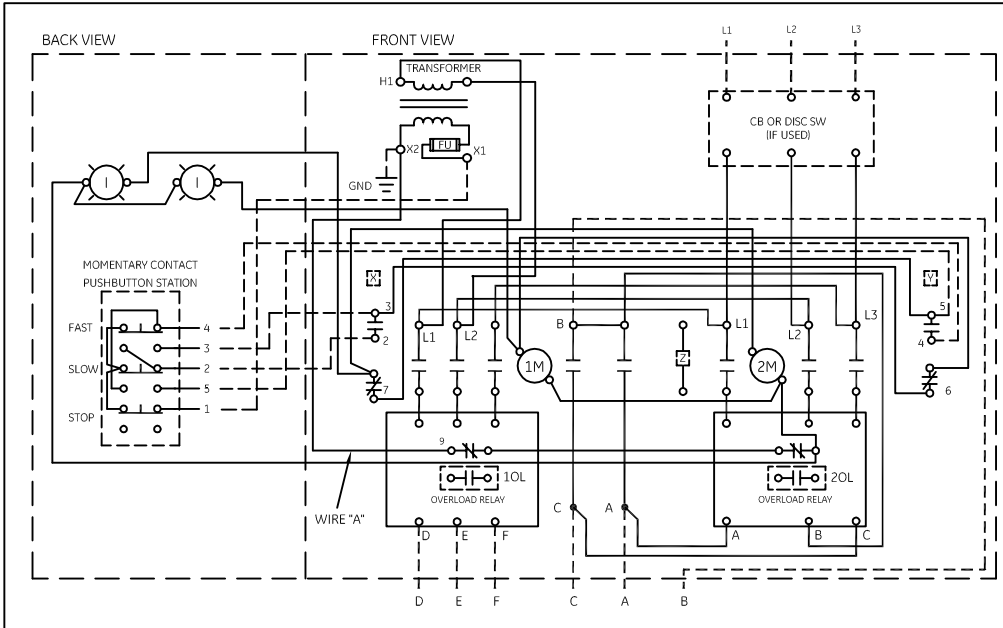 L1 L2 L3
BACK VIEW FRONT VIEW
TRANSFORMER
H1
CB OR DISC SW
(IF USED)
FU
X2 X1
GND
I I
MOMENTARY CONTACT
PUSHBUTTON STATION
X Y
3 5
FAST 4
L1 L2 B L1 L2 L3
2 4
3
SLOW 2
Z
1M 2M
5 7 6
STOP 1
9
1OL 2OL
OVERLOAD RELAY OVERLOAD RELAY
WIRE "A"
C A
D E F A B C
D E F C A B